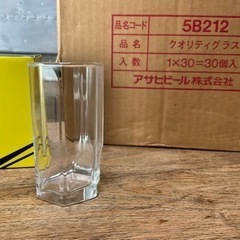 品名コード 5B212
品名 クオリティグラス
入数 1×30=30個入
アサヒビール株式会社